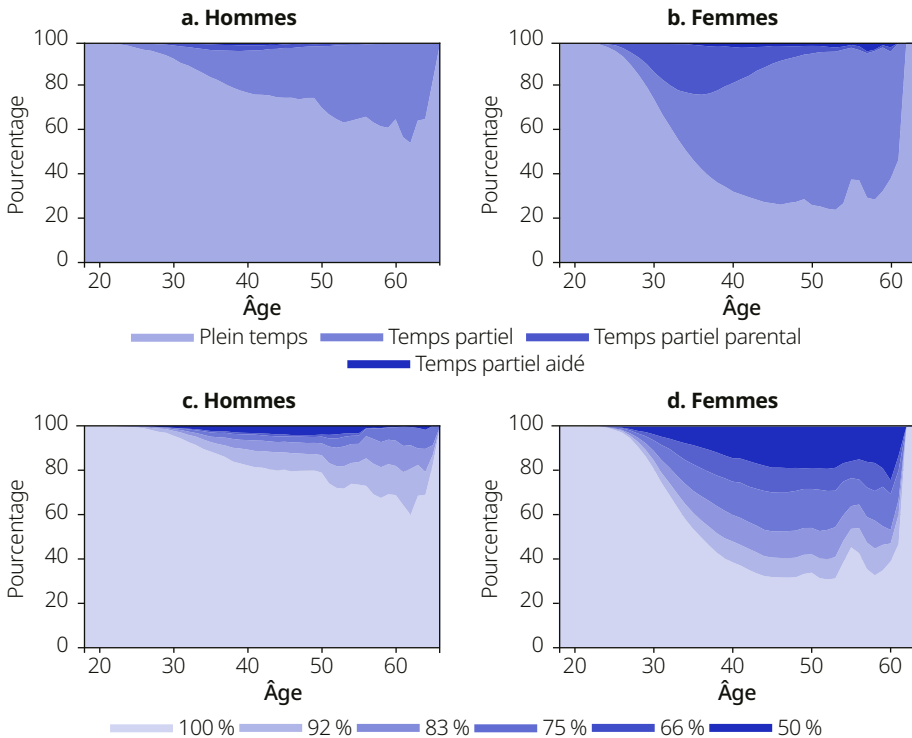 a. Hommes
b. Femmes
Pourcentage
100
80
60
40
20
0
20 30 40 50 60
Âge
Pourcentage
100
80
60
40
20
0
20 30 40 50 60
Âge
Plein temps Temps partiel Temps partiel parental
Temps partiel aidé
c. Hommes
d. Femmes
Pourcentage
100
80
60
40
20
0
20 30 40 50 60
Âge
Pourcentage
100
80
60
40
20
0
20 30 40 50 60
Âge
100 % 92 % 83 % 75 % 66 % 50 %